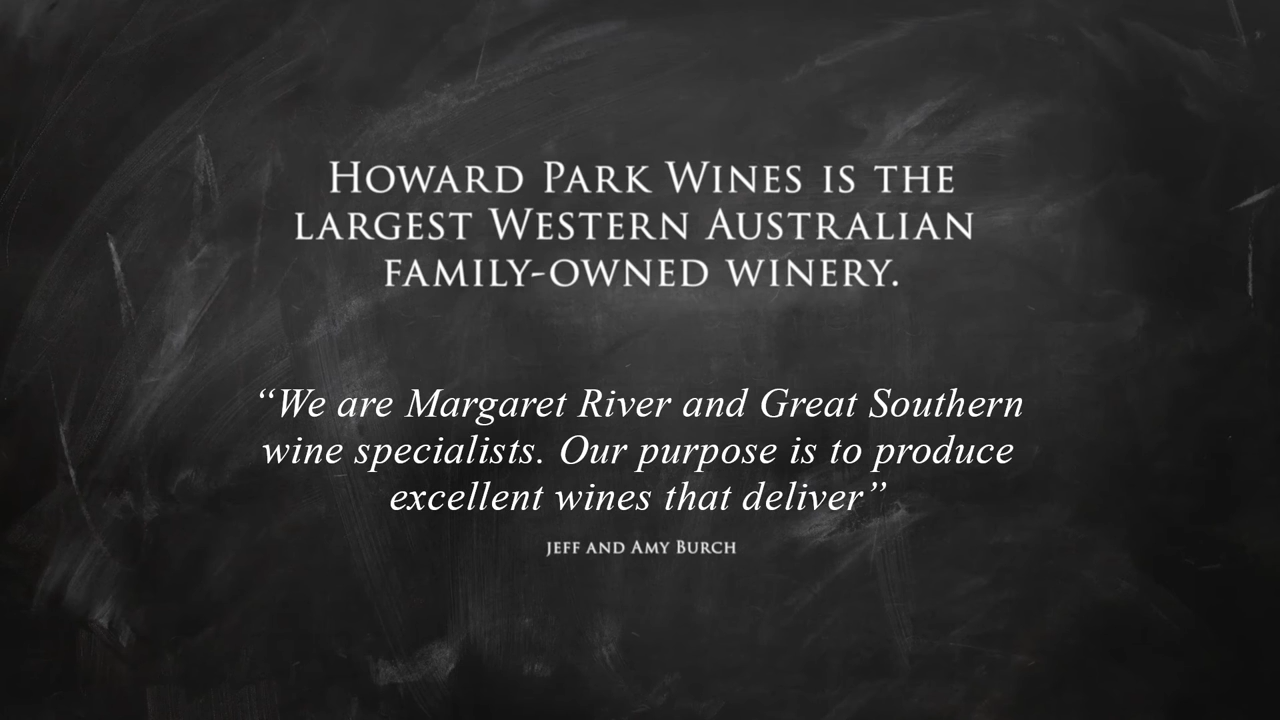 Howard Park Wines is the
largest Western Australian
family-owned winery.
“We are Margaret River and Great Southern
wine specialists. Our purpose is to produce
excellent wines that deliver”
Jeff and Amy Burch